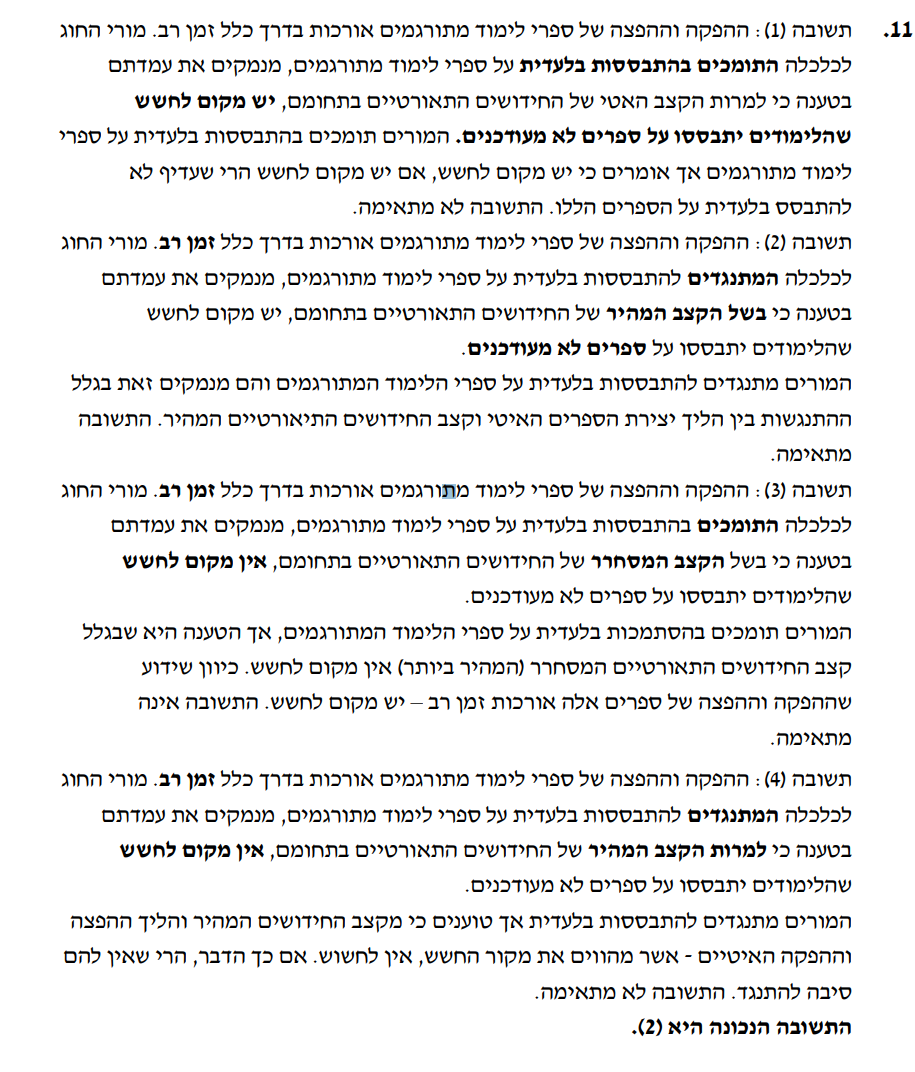 11. תשובה (1): ההפקה וההפצה של ספרי לימוד מתורגמים אורכות בדרך כלל זמן רב. מורי החוג
לכלכלה התומכים בהתבססות בלעדית על ספרי לימוד מתורגמים, מנמקים את עמדתם
בטענה כי למרות הקצב האטי של החידושים התאורטיים בתחומם, יש מקום לחשש
שהלימודים יתבססו על ספרים לא מעודכנים. המורים תומכים בהתבססות בלעדית על ספרי
לימוד מתורגמים אך אומרים כי יש מקום לחשש, אם יש מקום לחשש הרי שעדיף לא
להתבסס בלעדית על הספרים הללו. התשובה לא מתאימה.
תשובה (2): ההפקה וההפצה של ספרי לימוד מתורגמים אורכות בדרך כלל זמן רב. מורי החוג
לכלכלה המתנגדים להתבססות בלעדית על ספרי לימוד מתורגמים, מנמקים את עמדתם
בטענה כי בשל הקצב המהיר של החידושים התאורטיים בתחומם, יש מקום לחשש
שהלימודים יתבססו על ספרים לא מעודכנים.
המורים מתנגדים להתבססות בלעדית על ספרי הלימוד המתורגמים והם מנמקים זאת בגלל
ההתנגשות בין הליך יצירת הספרים האיטי וקצב החידושים התיאורטיים המהיר. התשובה
מתאימה.
תשובה (3): ההפקה וההפצה של ספרי לימוד מתורגמים אורכות בדרך כלל זמן רב. מורי החוג
לכלכלה התומכים בהתבססות בלעדית על ספרי לימוד מתורגמים, מנמקים את עמדתם
בטענה כי בשל הקצב המסחרר של החידושים התאורטיים בתחומם, אין מקום לחשש
שהלימודים יתבססו על ספרים לא מעודכנים.
המורים תומכים בהסתמכות בלעדית על ספרי הלימוד המתורגמים, אך הטענה היא שבגלל
קצב החידושים התאורטיים המסחרר (המהיר ביותר) אין מקום לחשש. כיוון שידוע
שההפקה וההפצה של ספרים אלה אורכות זמן רב – יש מקום לחשש. התשובה אינה
מתאימה.
תשובה (4): ההפקה וההפצה של ספרי לימוד מתורגמים אורכות בדרך כלל זמן רב. מורי החוג
לכלכלה המתנגדים להתבססות בלעדית על ספרי לימוד מתורגמים, מנמקים את עמדתם
בטענה כי למרות הקצב המהיר של החידושים התאורטיים בתחומם, אין מקום לחשש
שהלימודים יתבססו על ספרים לא מעודכנים.
המורים מתנגדים להתבססות בלעדית אך טוענים כי מקצב החידושים המהיר והליך ההפצה
וההפקה האיטיים - אשר מהווים את מקור החשש, אין לחשוש. אם כך הדבר, הרי שאין להם
סיבה להתנגד. התשובה לא מתאימה.
התשובה הנכונה היא (2).